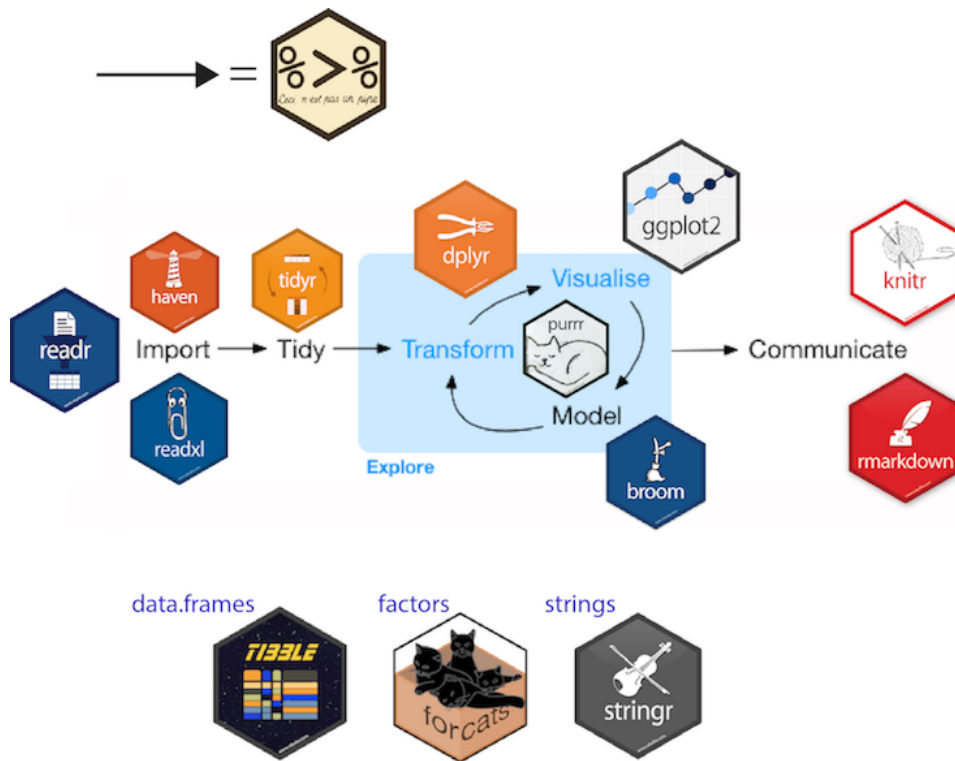 =
%>%
Ceci n'est pas un pipe
ggplot2
dplyr
haven
tidyr
knitr
Visualise
purrr
readr
Import
Tidy
Transform
Communicate
Model
readxl
Explore
broom
rmarkdown
data.frames
factors
strings
TIBBLE
forcats
stringr